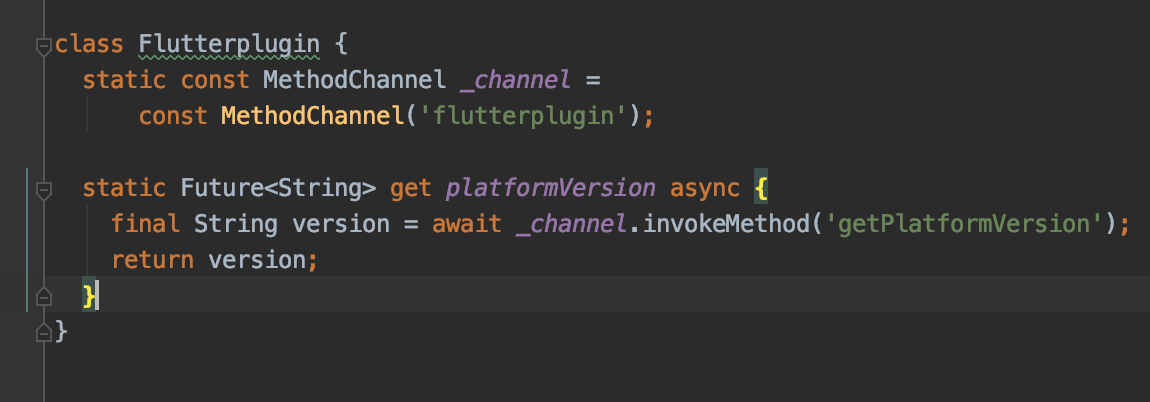 class Flutterplugin {
static const MethodChannel _channel =
const MethodChannel('flutterplugin');
static Future<String> get platformVersion async {
final String version = await _channel.invokeMethod('getPlatformVersion');
return version;
}
}